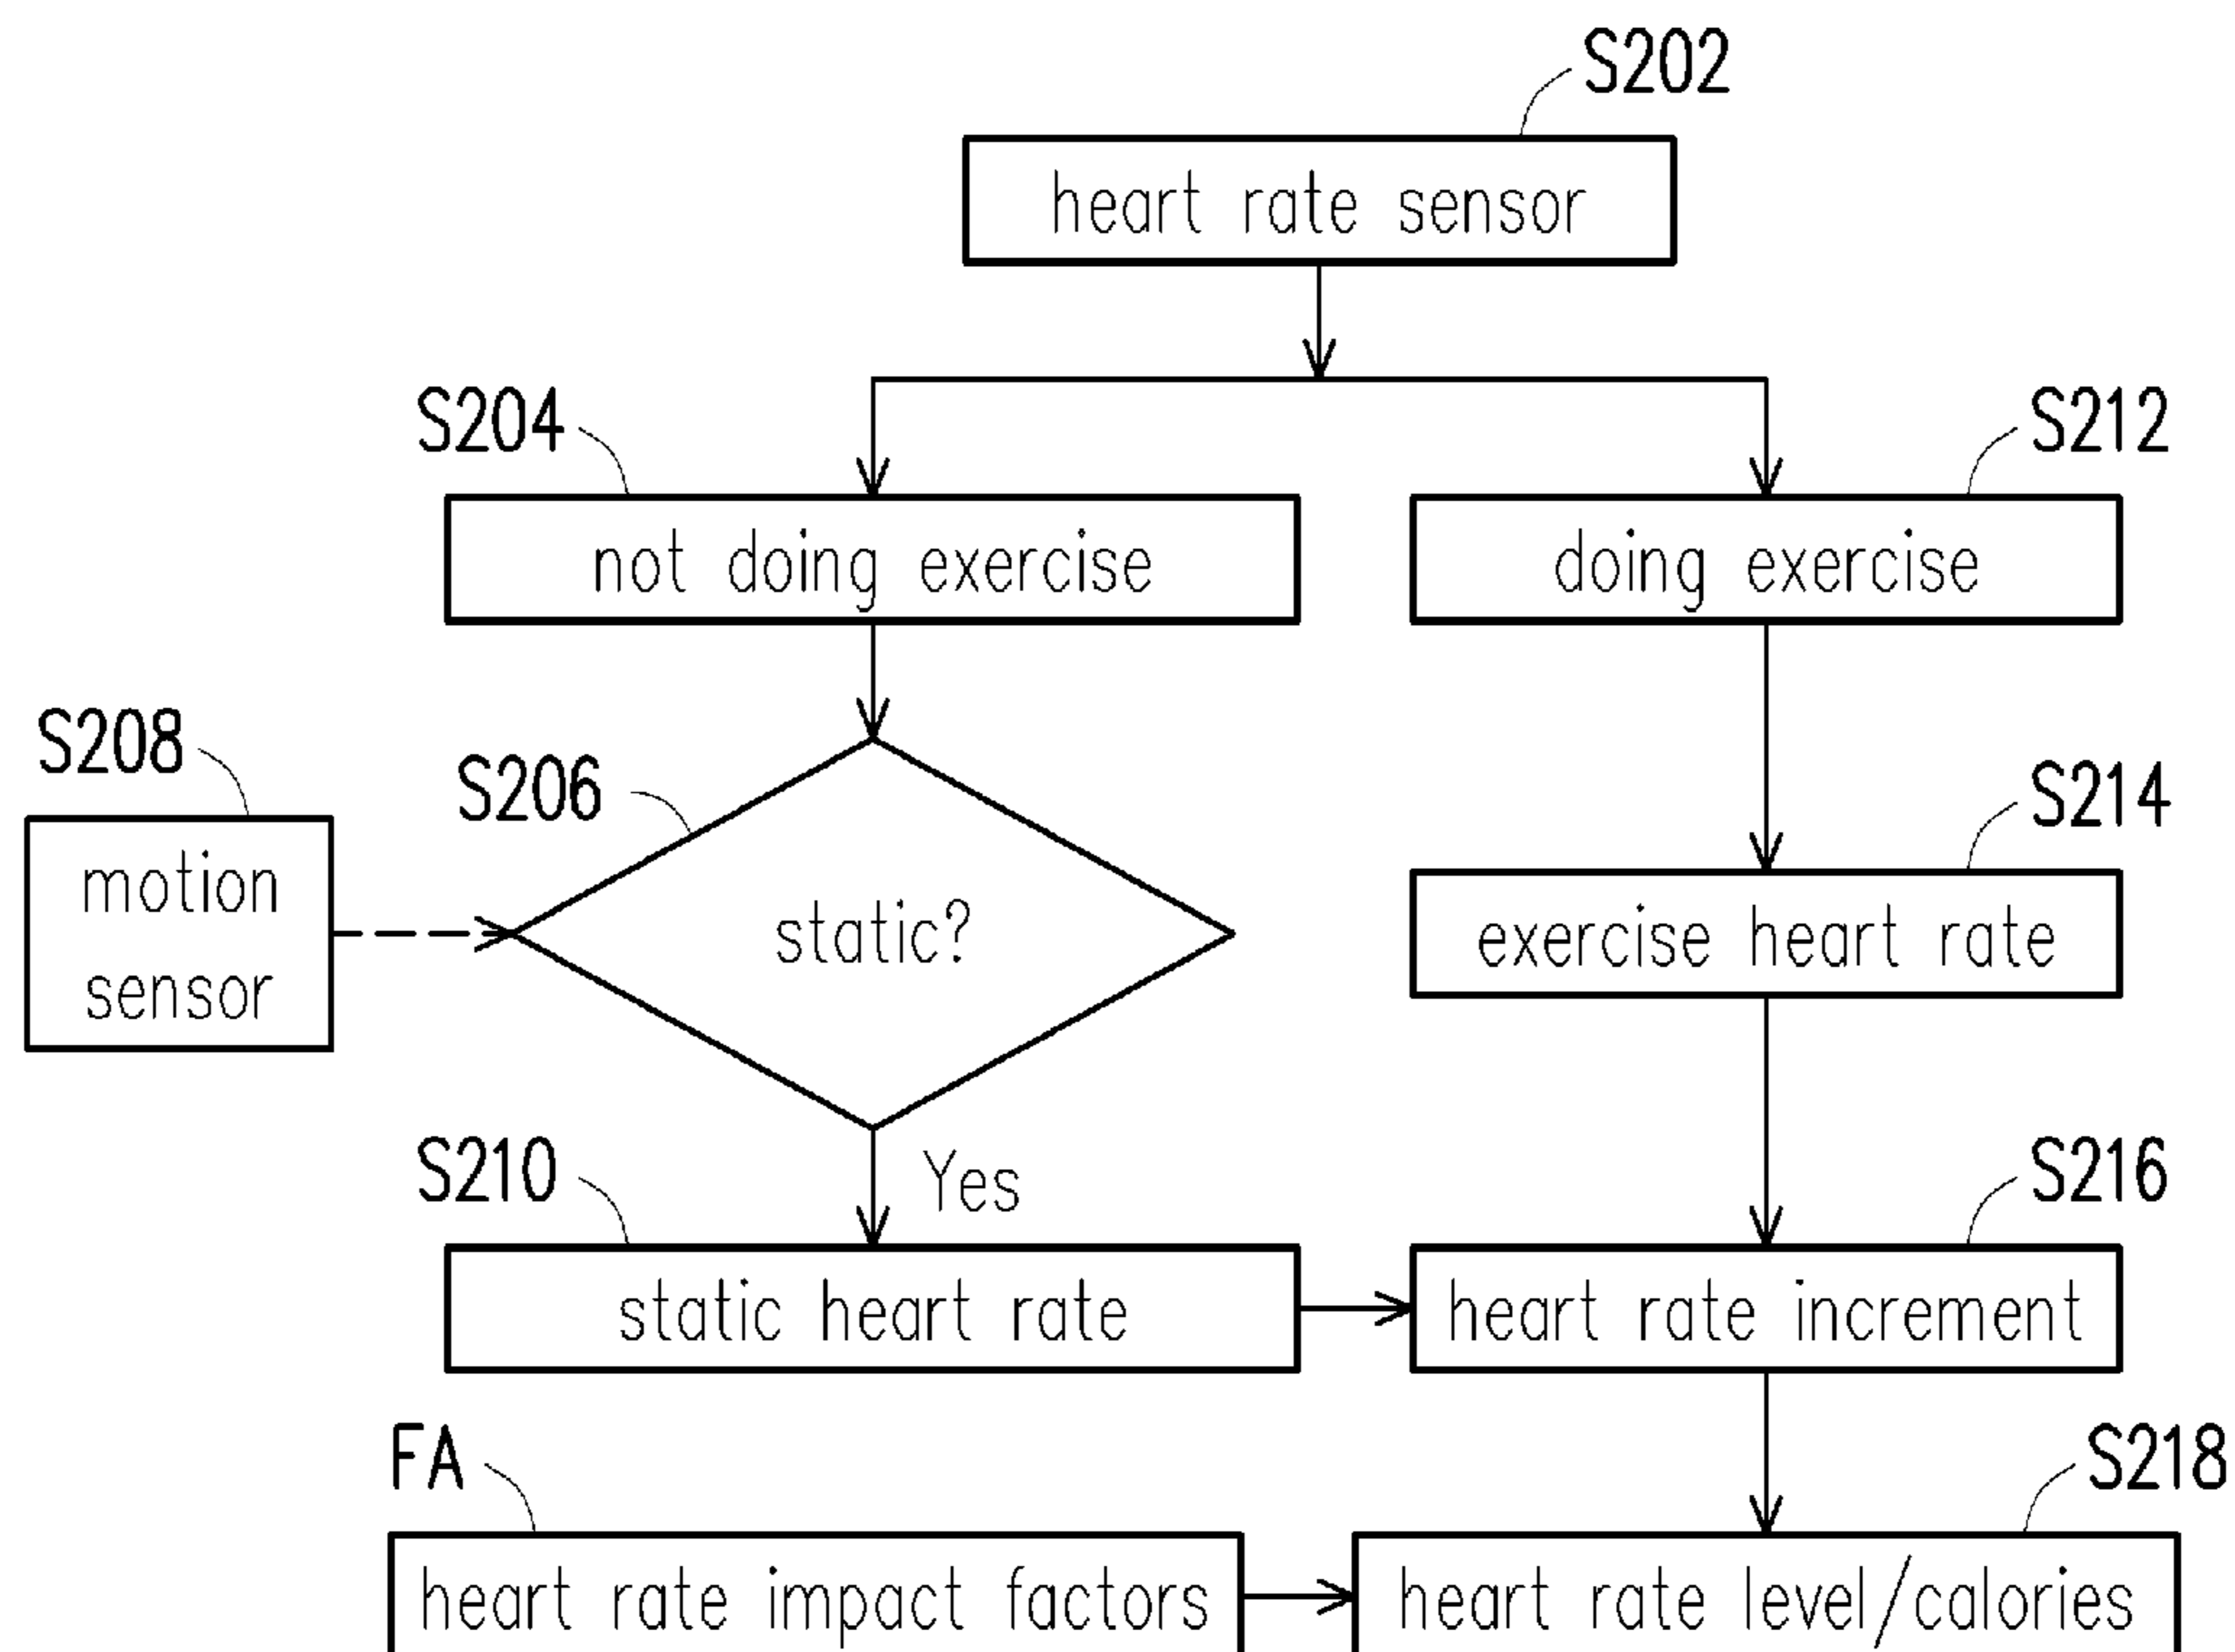 S202
heart rate sensor
S204
S212
not doing exercise
doing exercise
S208
S206
S214
motion
sensor
static?
exercise heart rate
S210
Yes
S216
static heart rate
heart rate increment
FA
S218
heart rate impact factors
heart rate level/calories